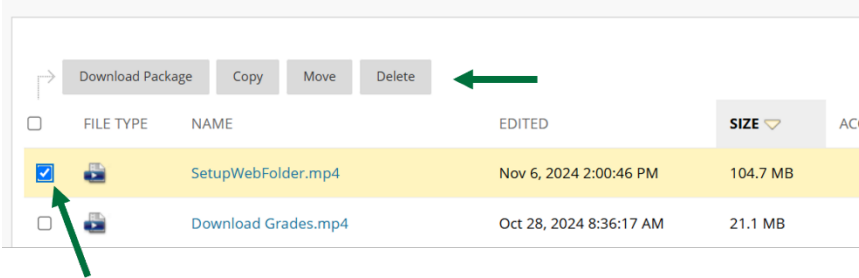 Download Package Copy Move Delete
FILE TYPE NAME EDITED SIZE AC
SetupWebFolder.mp4 Nov 6, 2024 2:00:46 PM 104.7 MB
Download Grades.mp4 Oct 28, 2024 8:36:17 AM 21.1 MB